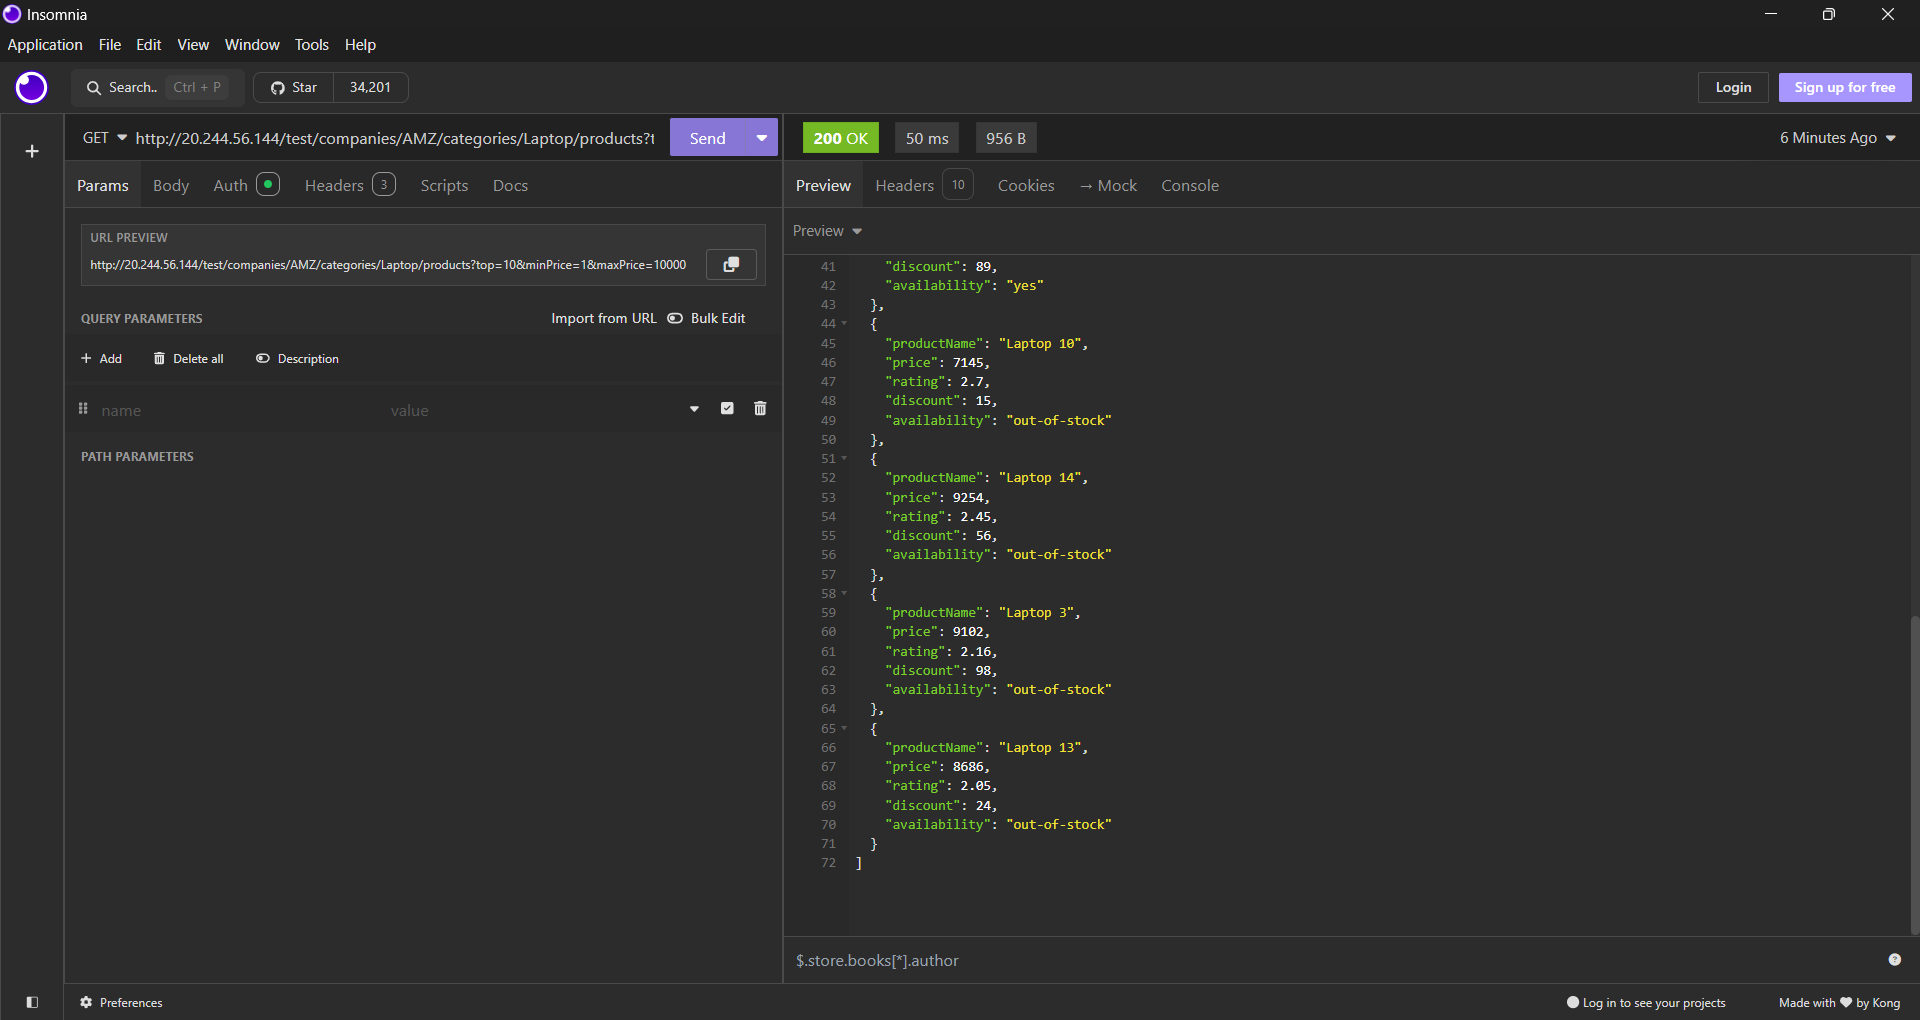 Insomnia
Application File Edit View Window Tools Help
Search.. Ctrl + P Star 34,201 Login Sign up for free
GET http://20.244.56.144/test/companies/AMZ/categories/Laptop/products?t Send 200 OK 50 ms 956 B 6 Minutes Ago
Params Body Auth Headers 3 Scripts Docs Preview Headers 10 Cookies → Mock Console
Preview
URL PREVIEW
http://20.244.56.144/test/companies/AMZ/categories/Laptop/products?top=10&minPrice=1&maxPrice=10000
QUERY PARAMETERS Import from URL Bulk Edit
+ Add Delete all Description
name value
PATH PARAMETERS
41 "discount": 89,
42 "availability": "yes"
43 },
44 {
45 "productName": "Laptop 10",
46 "price": 7145,
47 "rating": 2.7,
48 "discount": 15,
49 "availability": "out-of-stock"
50 },
51 {
52 "productName": "Laptop 14",
53 "price": 9254,
54 "rating": 2.45,
55 "discount": 56,
56 "availability": "out-of-stock"
57 },
58 {
59 "productName": "Laptop 3",
60 "price": 9102,
61 "rating": 2.16,
62 "discount": 98,
63 "availability": "out-of-stock"
64 },
65 {
66 "productName": "Laptop 13",
67 "price": 8686,
68 "rating": 2.05,
69 "discount": 24,
70 "availability": "out-of-stock"
71 }
72 ]
$.store.books[*].author ?
Preferences Log in to see your projects Made with ♥ by Kong